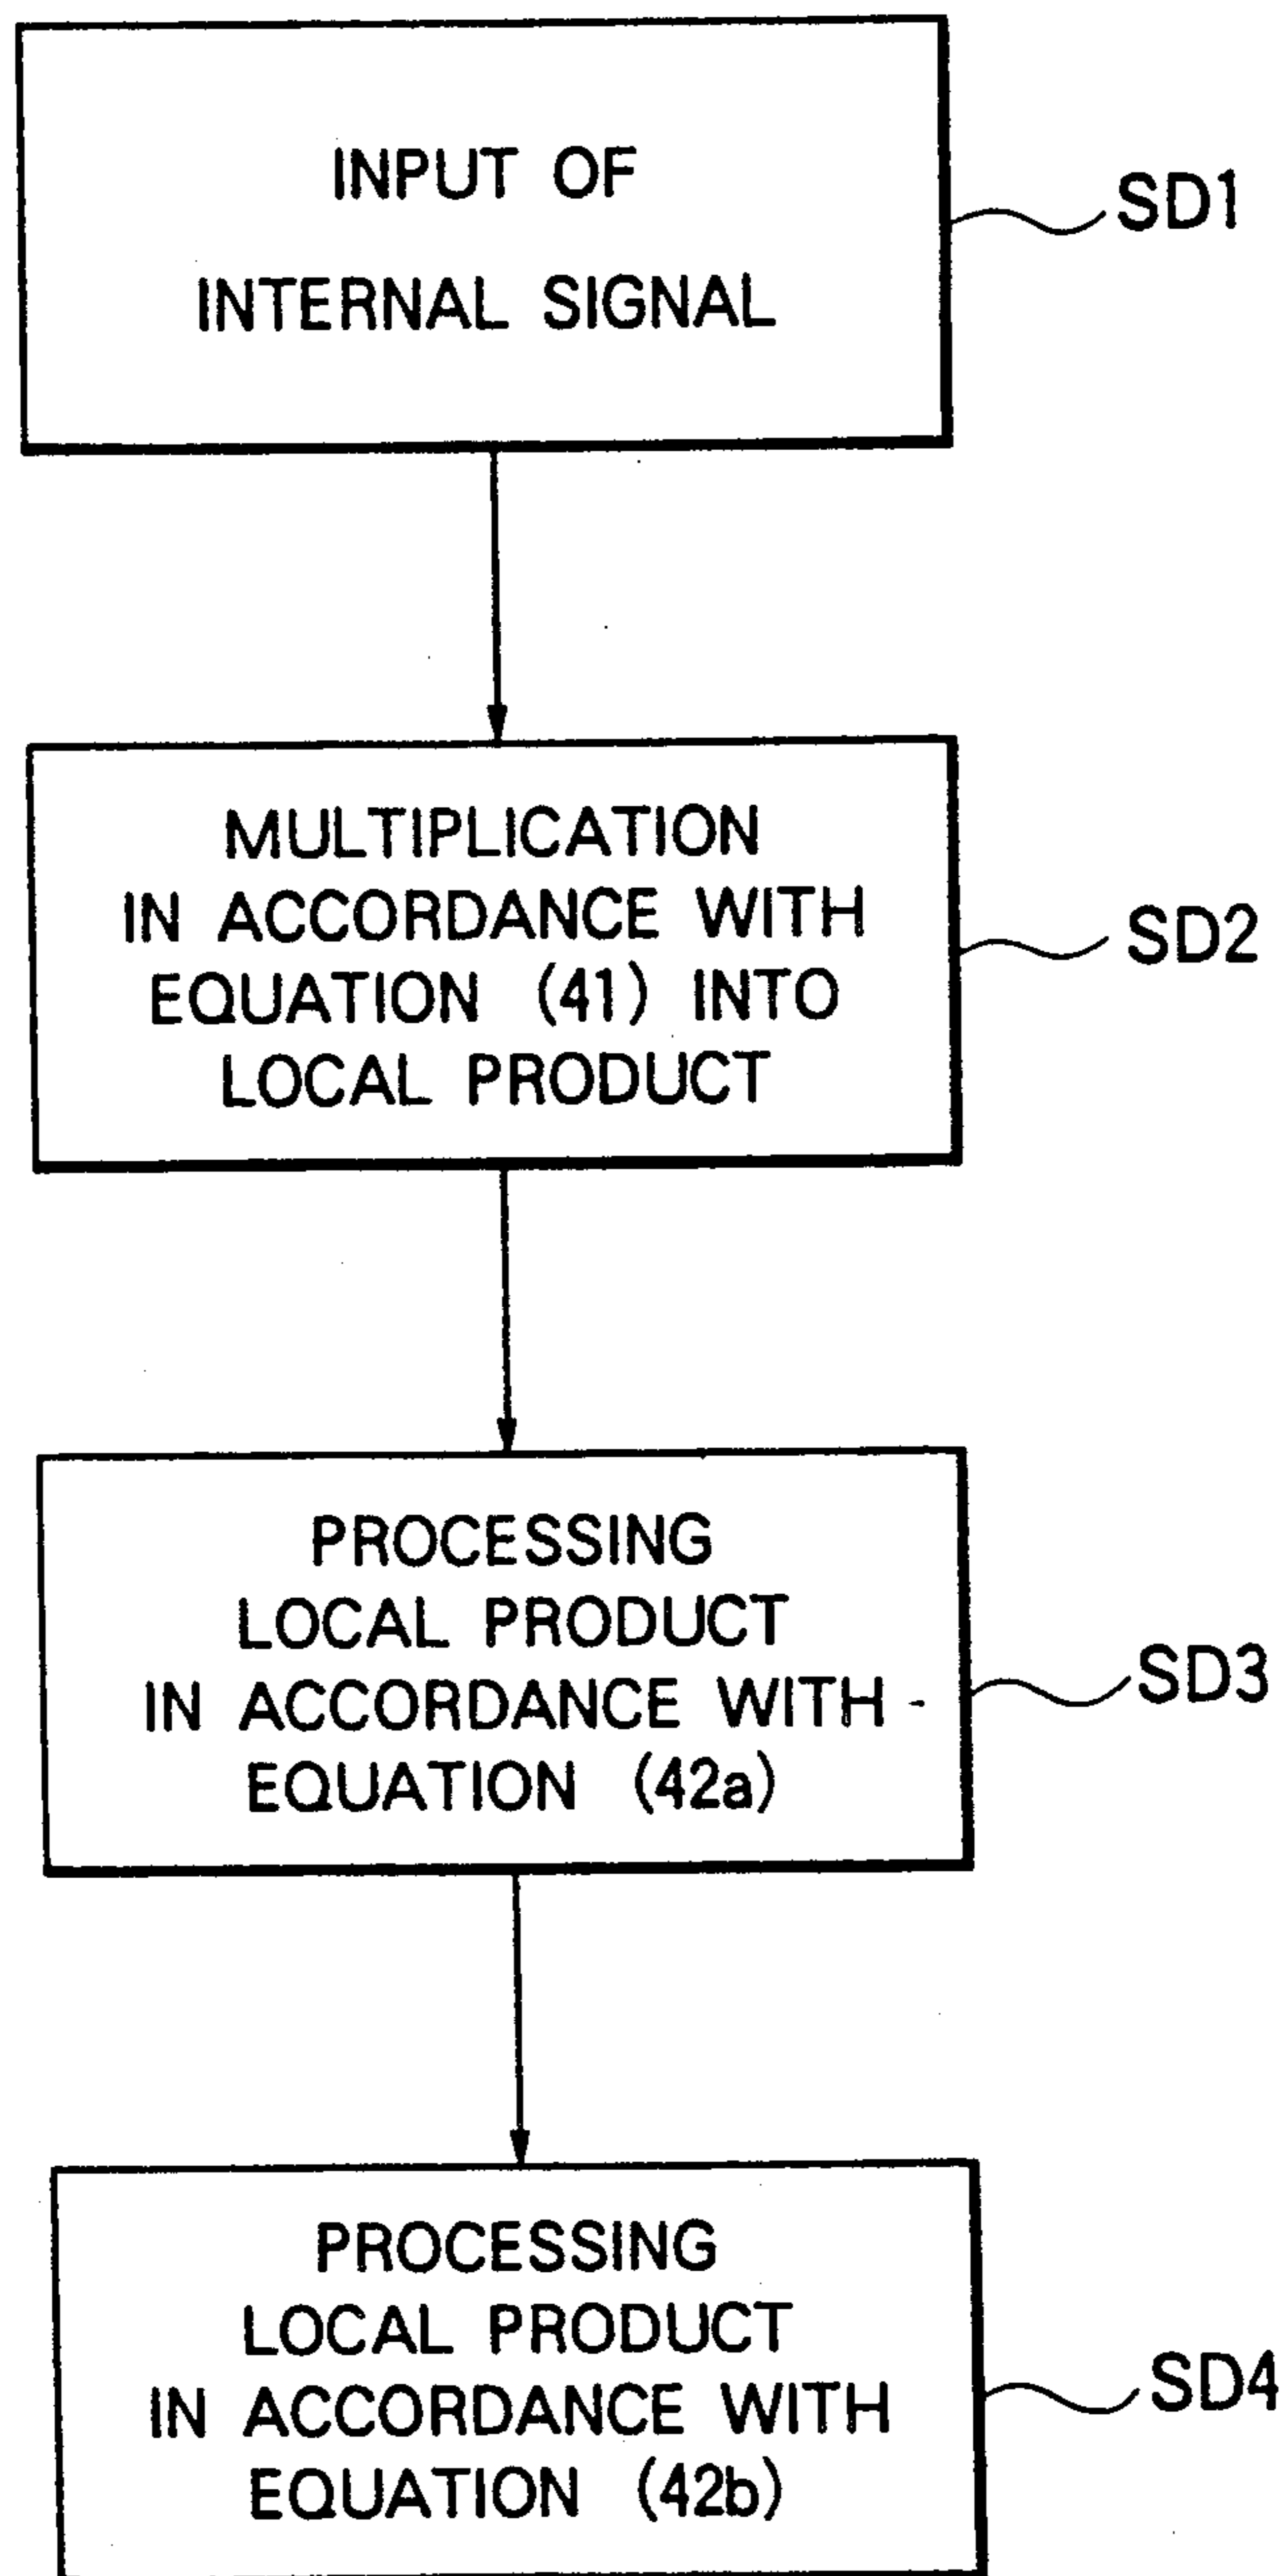 INPUT OF
INTERNAL SIGNAL
SD1
MULTIPLICATION
IN ACCORDANCE WITH
EQUATION (41) INTO
LOCAL PRODUCT
SD2
PROCESSING
LOCAL PRODUCT
IN ACCORDANCE WITH
EQUATION (42a)
SD3
PROCESSING
LOCAL PRODUCT
IN ACCORDANCE WITH
EQUATION (42b)
SD4